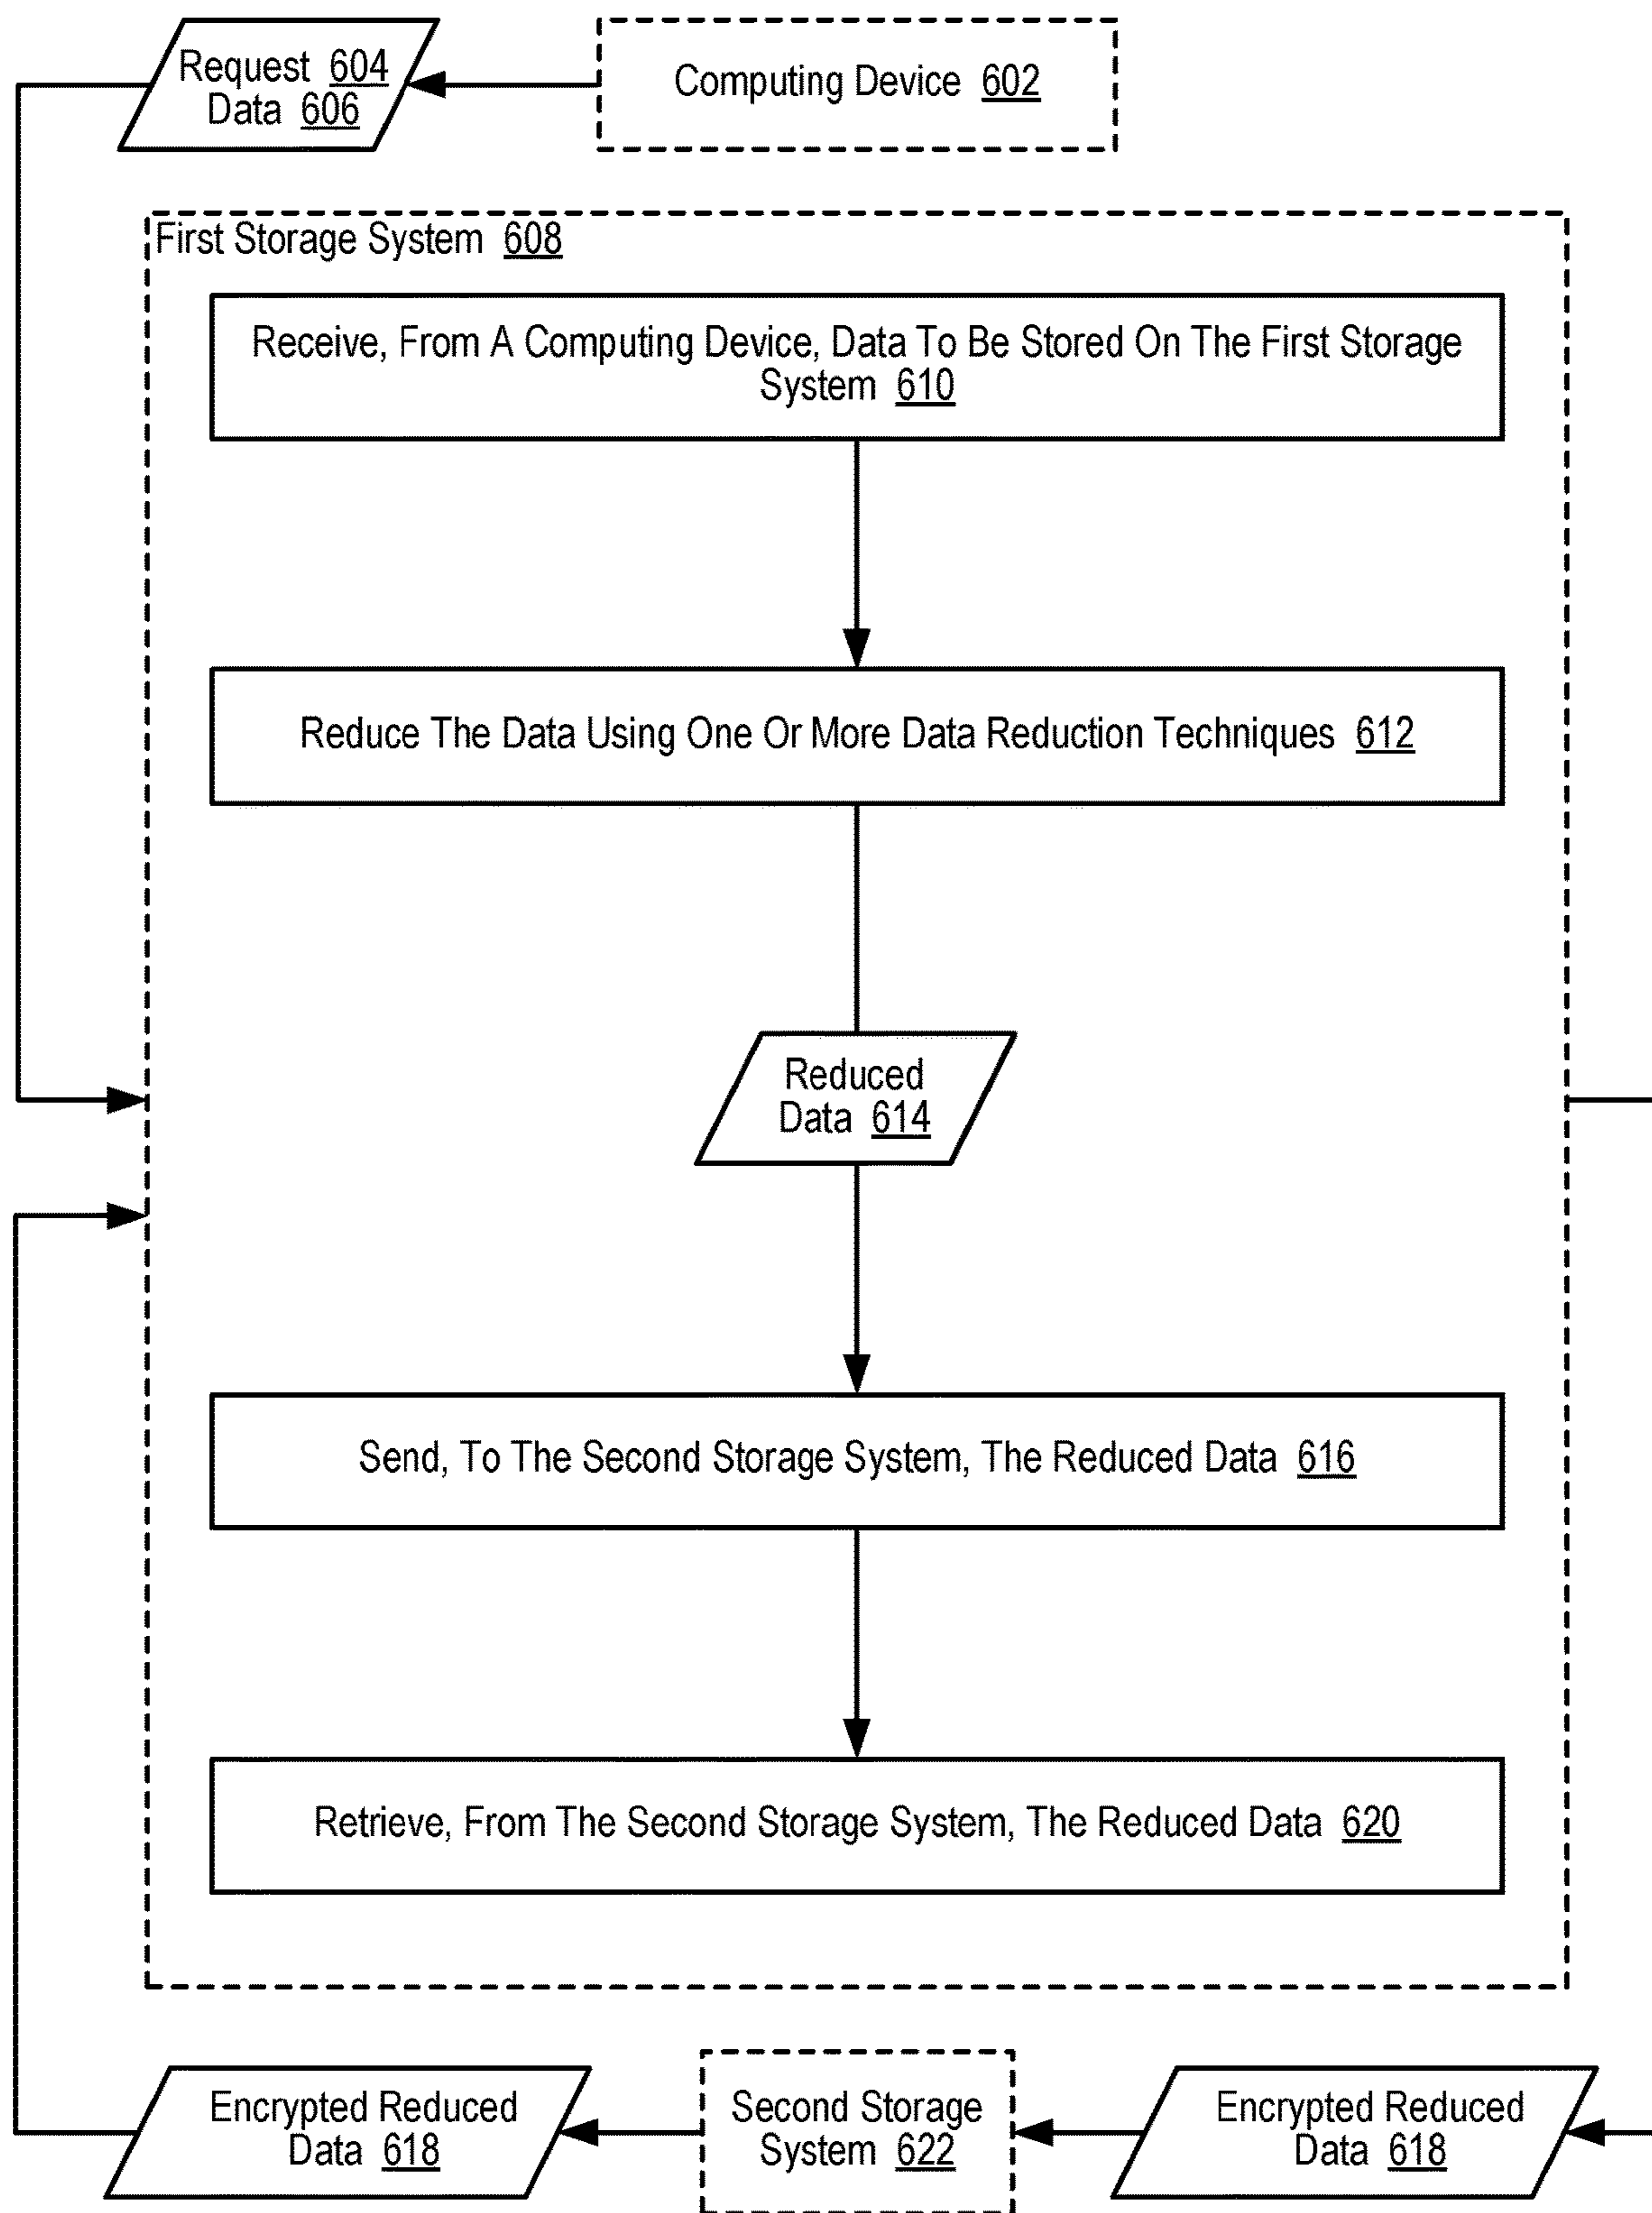 Request 604
Data 606
Computing Device 602
First Storage System 608
Receive, From A Computing Device, Data To Be Stored On The First Storage
System 610
Reduce The Data Using One Or More Data Reduction Techniques 612
Reduced
Data 614
Send, To The Second Storage System, The Reduced Data 616
Retrieve, From The Second Storage System, The Reduced Data 620
Encrypted Reduced
Data 618
Second Storage
System 622
Encrypted Reduced
Data 618